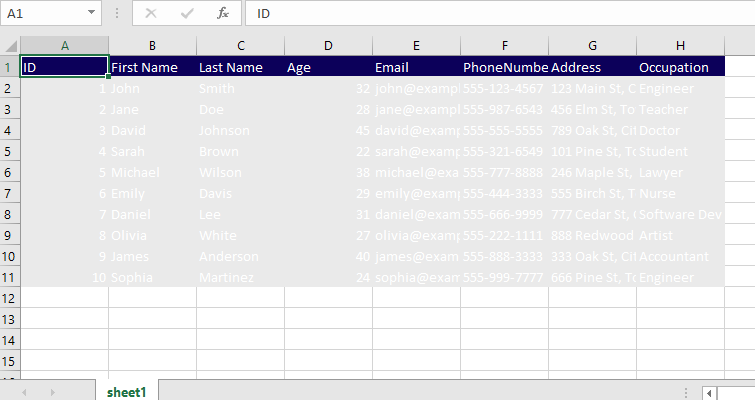 A1 fx ID
A B C D E F G H
1 ID First Name Last Name Age Email PhoneNumbe Address Occupation
2 1 John Smith 32 john@exampl 555-123-4567 123 Main St, C Engineer
3 2 Jane Doe 28 jane@exampl 555-987-6543 456 Elm St, To Teacher
4 3 David Johnson 45 david@exam 555-555-5555 789 Oak St, Cit Doctor
5 4 Sarah Brown 22 sarah@exam 555-321-6549 101 Pine St, To Student
6 5 Michael Wilson 38 michael@exa 555-777-8888 246 Maple St, Lawyer
7 6 Emily Davis 29 emily@exam 555-444-3333 555 Birch St, T Nurse
8 7 Daniel Lee 31 daniel@exam 555-666-9999 777 Cedar St, Software Dev
9 8 Olivia White 27 olivia@exam 555-222-1111 888 Redwood Artist
10 9 James Anderson 40 james@exam 555-888-3333 333 Oak St, Cit Accountant
11 10 Sophia Martinez 24 sophia@exam 555-999-7777 666 Pine St, To Engineer
12
13
14
15
sheet1